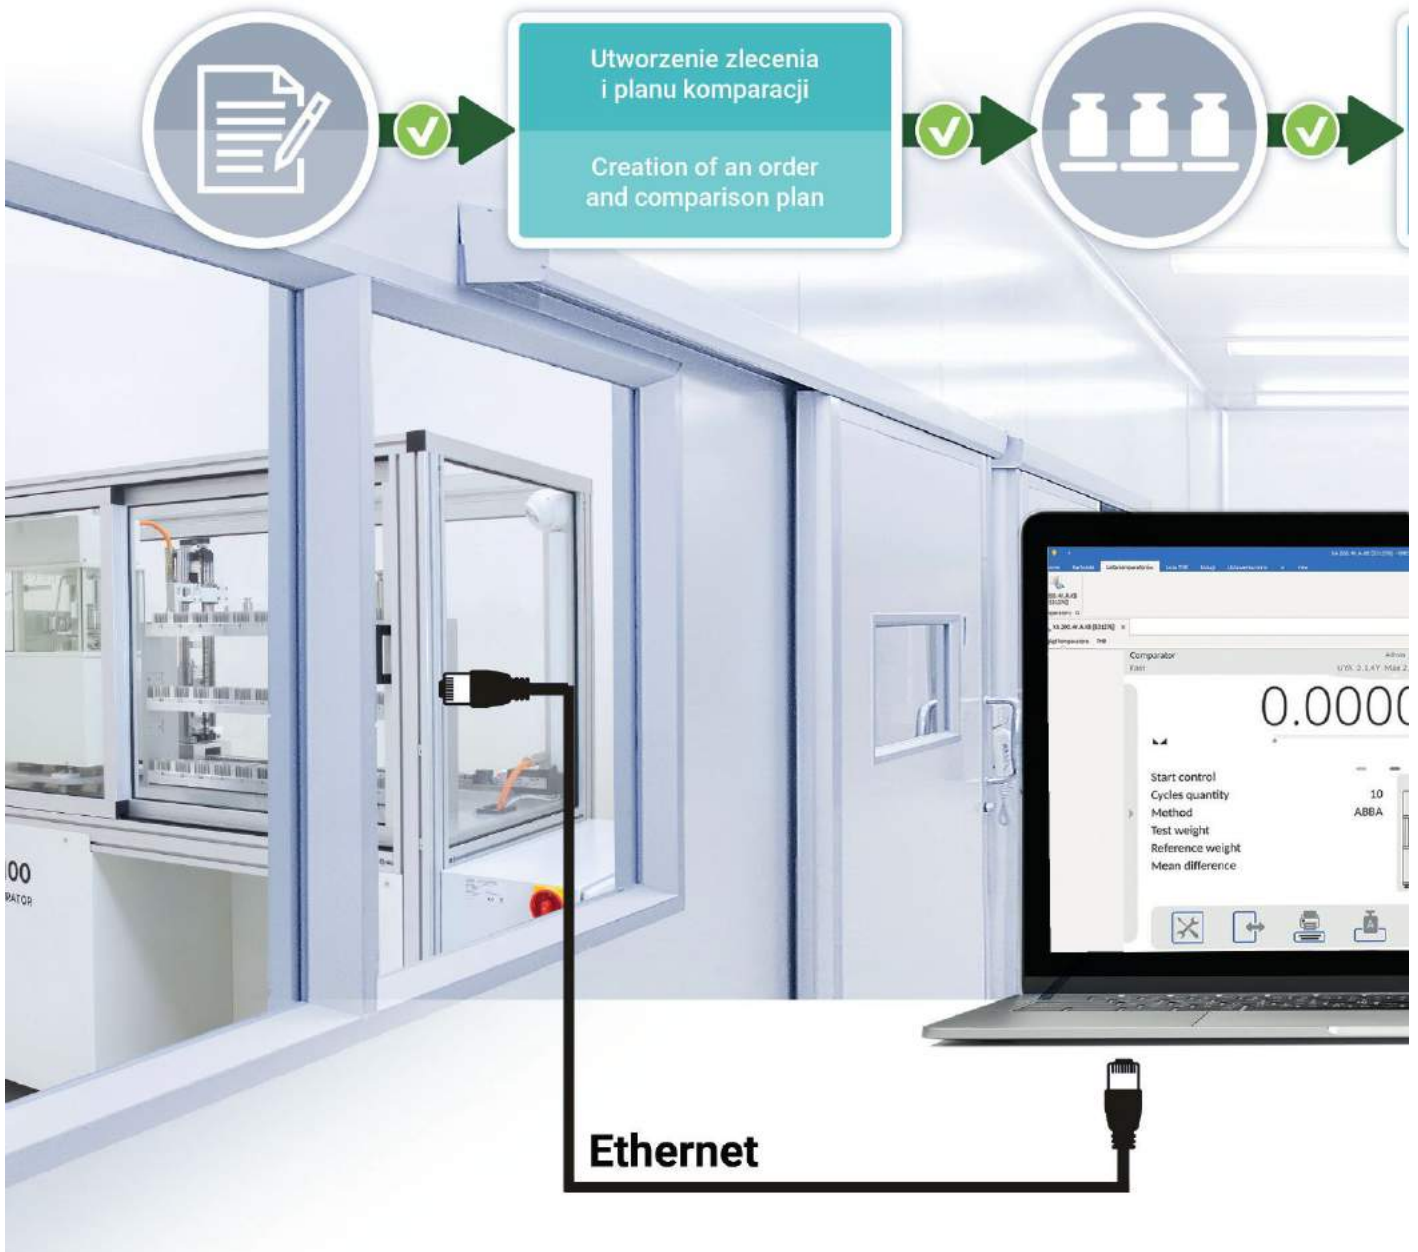 Utworzenie zlecenia
i planu komparacji
Creation of an order
and comparison plan
Comparator
Fast
0.0000
Start control
Cycles quantity 10
Method ABBA
Test weight
Reference weight
Mean difference
00
RATOR
Ethernet